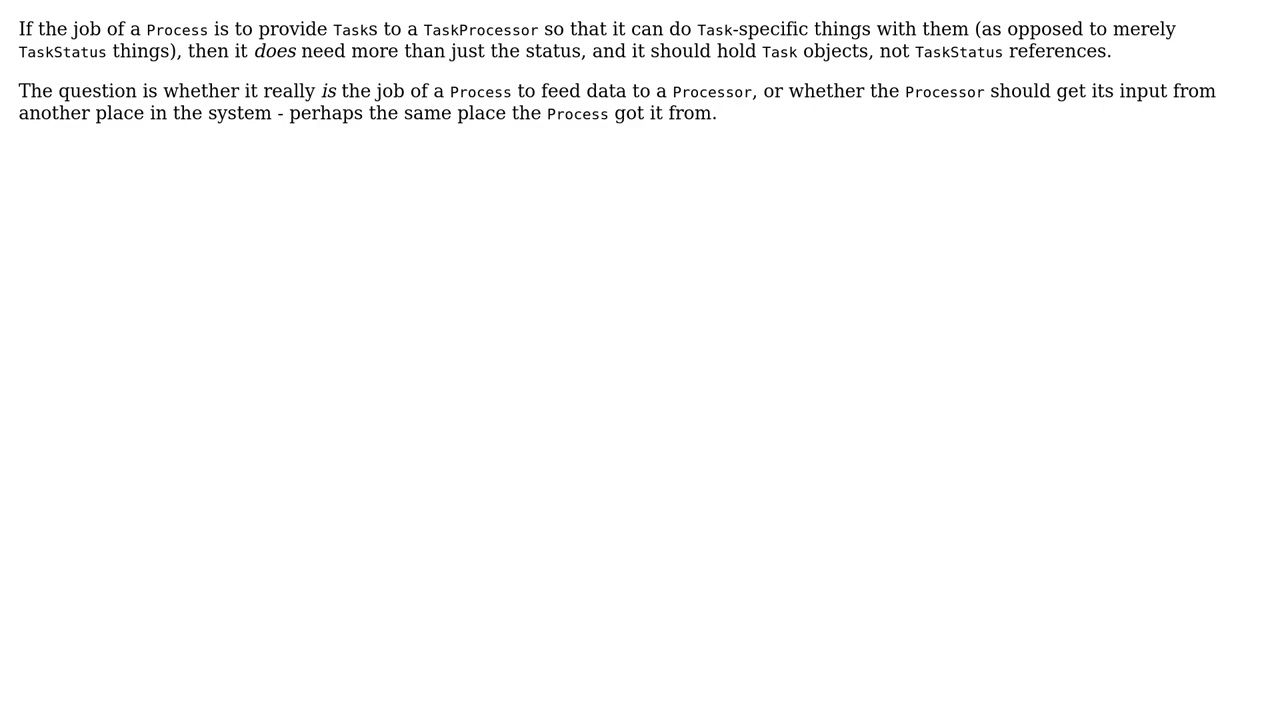 If the job of a Process is to provide Tasks to a TaskProcessor so that it can do Task-specific things with them (as opposed to merely
TaskStatus things), then it does need more than just the status, and it should hold Task objects, not TaskStatus references.
The question is whether it really is the job of a Process to feed data to a Processor, or whether the Processor should get its input from
another place in the system - perhaps the same place the Process got it from.